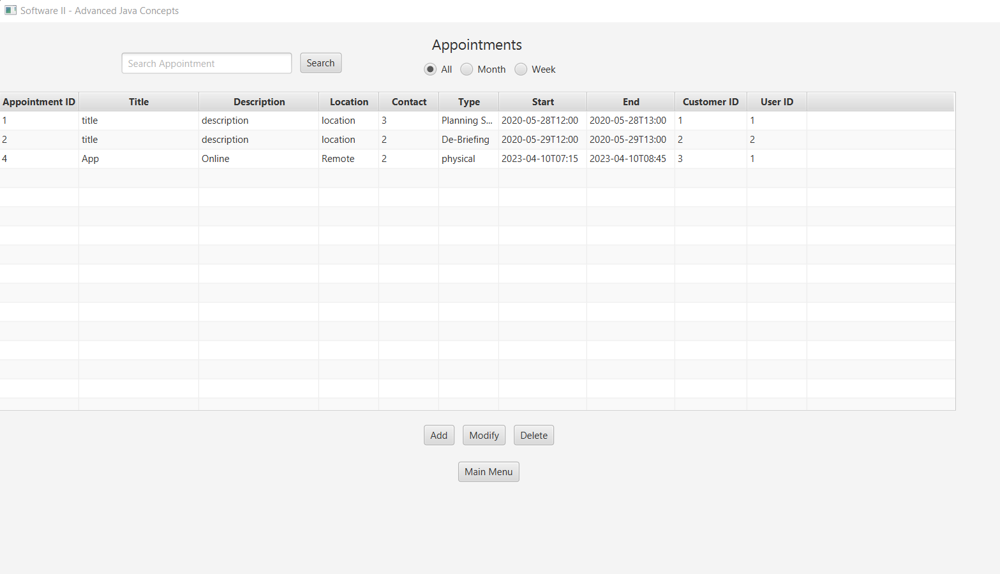 Software II - Advanced Java Concepts
Appointments
Search Appointment Search
All Month Week
Appointment ID Title Description Location Contact Type Start End Customer ID User ID
1 title description location 3 Planning S... 2020-05-28T12:00 2020-05-28T13:00 1 1
2 title description location 2 De-Briefing 2020-05-29T12:00 2020-05-29T13:00 2 2
4 App Online Remote 2 physical 2023-04-10T07:15 2023-04-10T08:45 3 1
Add Modify Delete
Main Menu